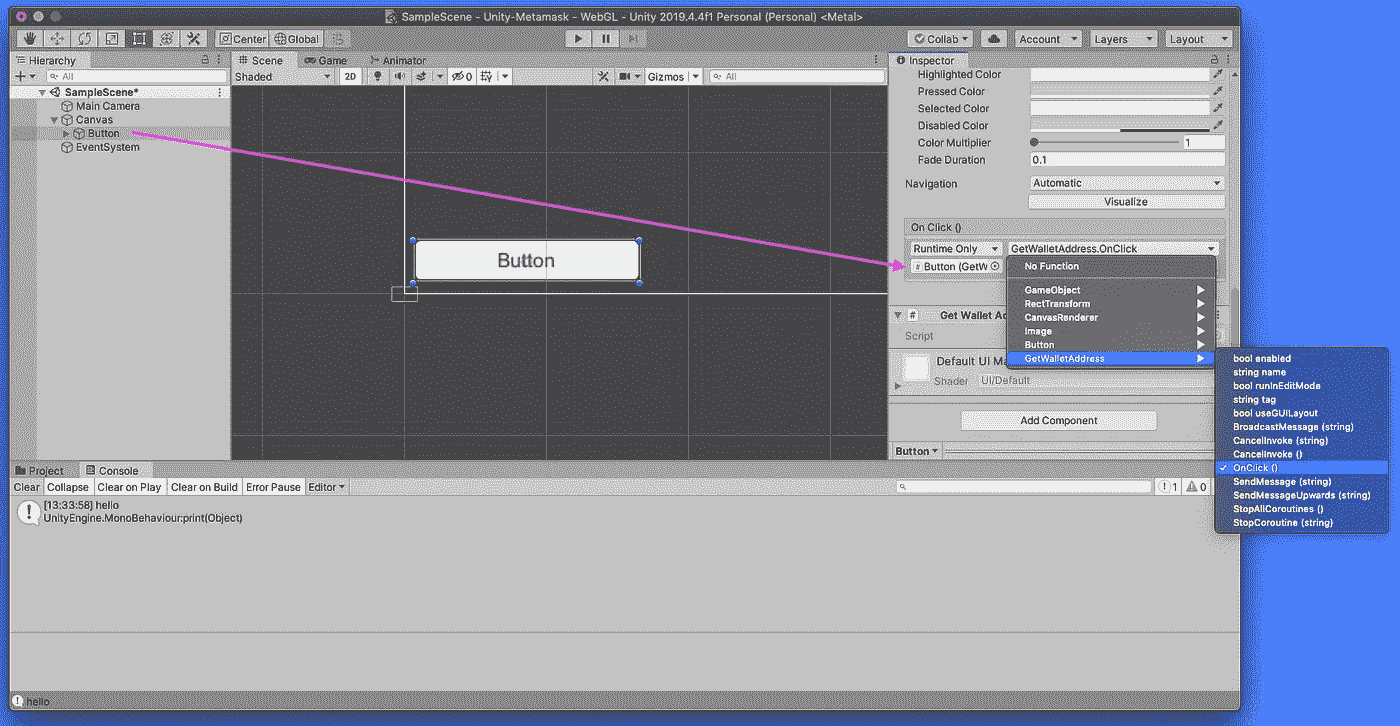 SampleScene - Unity-Metamask - WebGL - Unity 2019.4.4f1 Personal (Personal) <Metal>
Center Global Collab Account Layers Layout
Hierarchy
All
SampleScene*
Main Camera
Canvas
Button
EventSystem
Scene Game Animator
Shaded 2D 0 Gizmos All
Button
Inspector
Highlighted Color
Pressed Color
Selected Color
Disabled Color
Color Multiplier 1
Fade Duration 0.1
Navigation Automatic
Visualize
On Click ()
Runtime Only GetWalletAddress.OnClick
# Button (GetW
No Function
GameObject
RectTransform
CanvasRenderer
Image
Button
GetWalletAddress
# Get Wallet Ad
Script
Default UI Ma
Shader UI/Default
bool enabled
string name
bool runInEditMode
string tag
bool useGUILayout
BroadcastMessage (string)
CancelInvoke (string)
CancelInvoke ()
✓ OnClick ()
SendMessage (string)
SendMessageUpwards (string)
StopAllCoroutines ()
StopCoroutine (string)
Add Component
Button
Project Console
Clear Collapse Clear on Play Clear on Build Error Pause Editor 1 0
[13:33:58] hello
UnityEngine.MonoBehaviour:print(Object)
hello